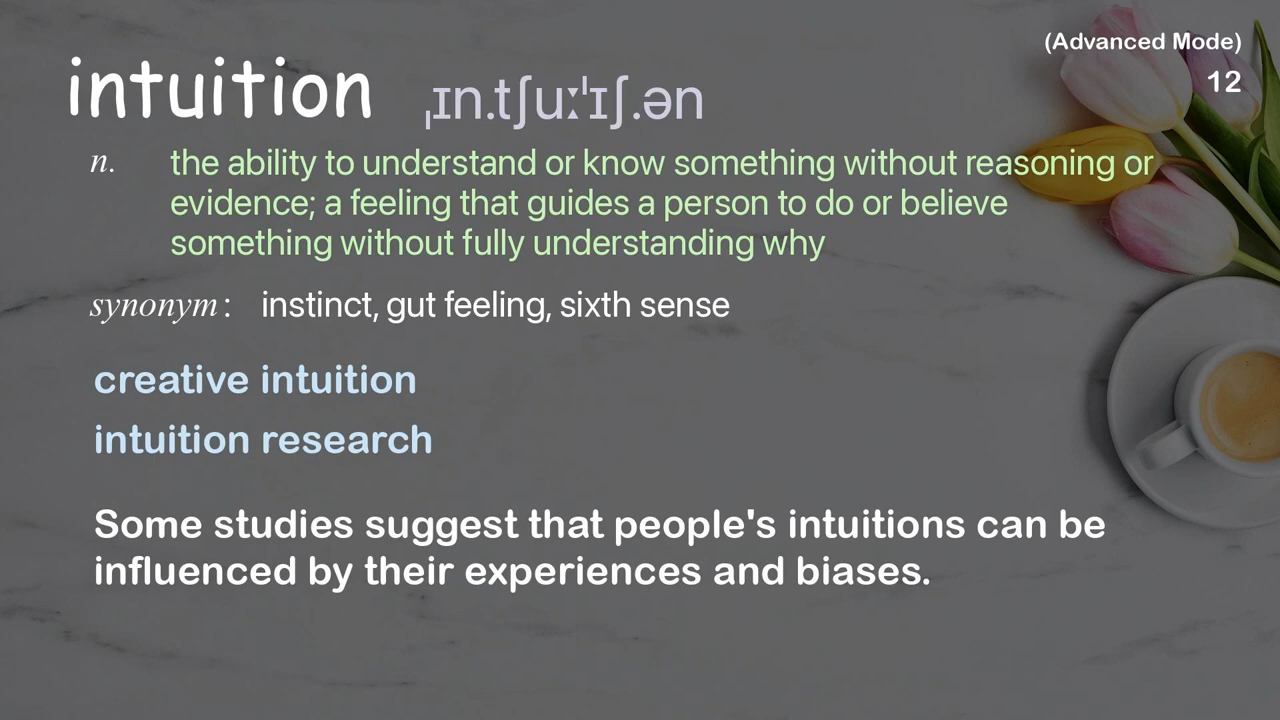 (Advanced Mode)
12
intuition ˌɪn.tʃuːˈɪʃ.ən
n. the ability to understand or know something without reasoning or
evidence; a feeling that guides a person to do or believe
something without fully understanding why
synonym: instinct, gut feeling, sixth sense
creative intuition
intuition research
Some studies suggest that people's intuitions can be
influenced by their experiences and biases.